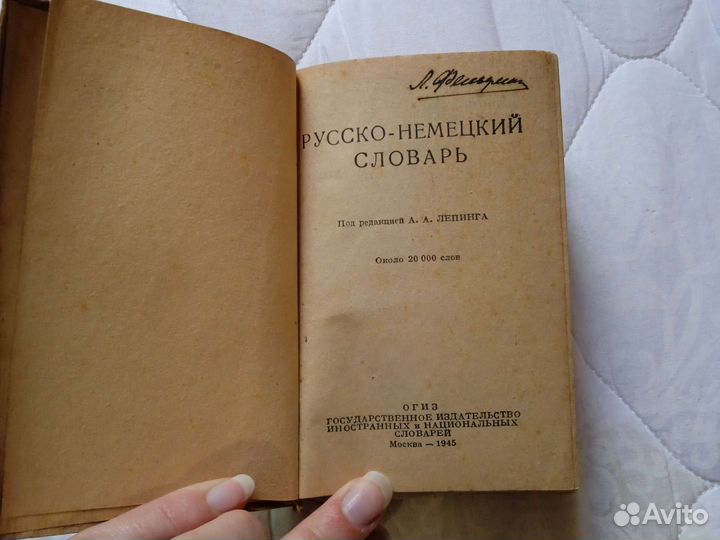 РУССКО-НЕМЕЦКИЙ
СЛОВАРЬ
Под редакцией А. А. ЛЕПИНГА
Около 20 000 слов
ОГИЗ
ГОСУДАРСТВЕННОЕ ИЗДАТЕЛЬСТВО
ИНОСТРАННЫХ и НАЦИОНАЛЬНЫХ
СЛОВАРЕЙ
Москва — 1945
Avito